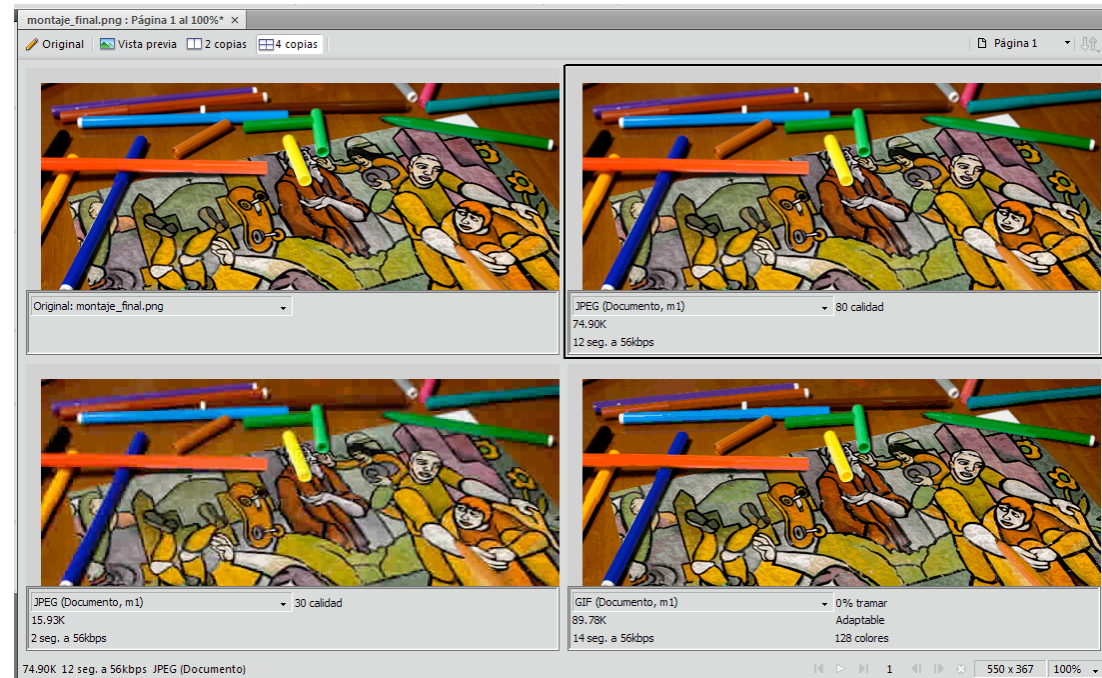 montaje_final.png : Página 1 al 100%* ×
Original Vista previa 2 copias 4 copias Página 1
Original: montaje_final.png
JPEG (Documento, m1) 80 calidad
74.90K
12 seg. a 56kbps
JPEG (Documento, m1) 30 calidad
15.93K
2 seg. a 56kbps
GIF (Documento, m1) 0% tramar
89.78K Adaptable
14 seg. a 56kbps 128 colores
74.90K 12 seg. a 56kbps JPEG (Documento) 1 550 x 367 100%